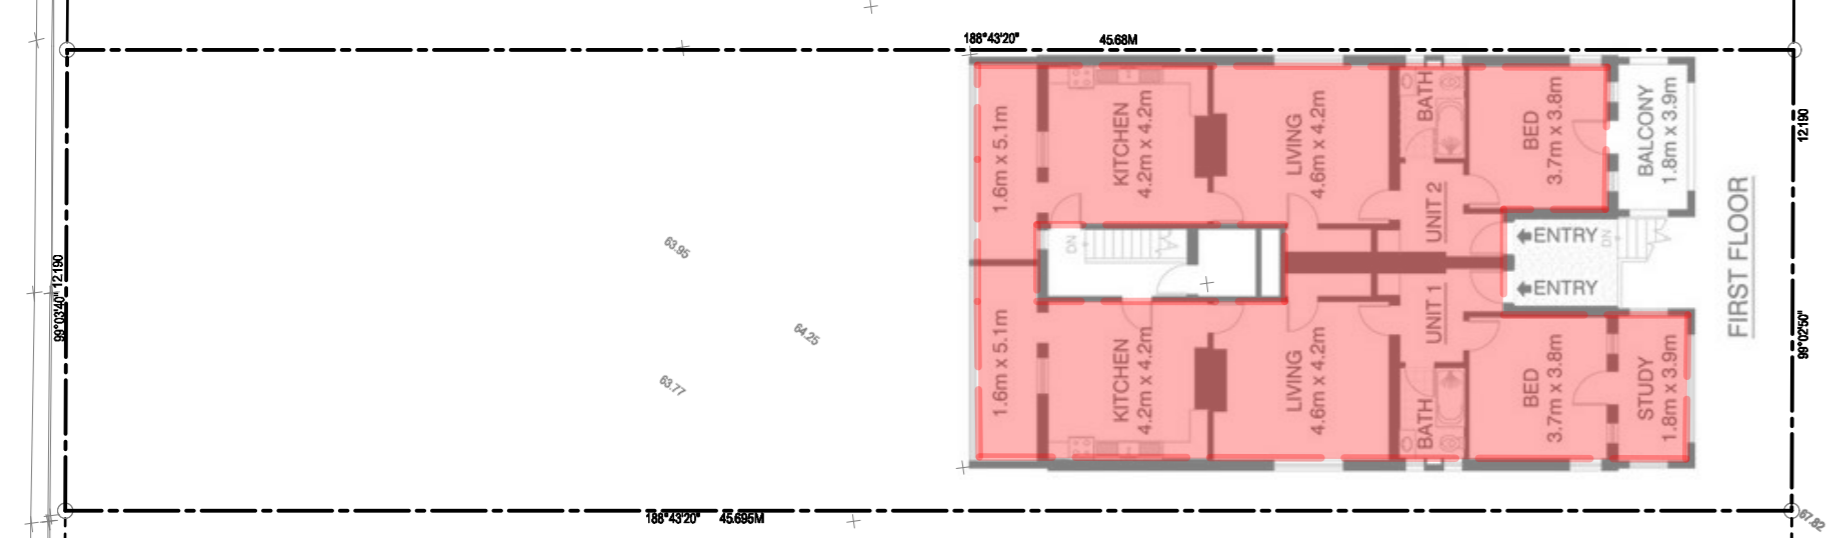 188°43'20" 45.68M
12.190
99°02'50"
99°03'40" 12.190
188°43'20" 45.695M
63.95
64.25
63.77
67.82
1.6m x 5.1m
KITCHEN
4.2m x 4.2m
LIVING
4.6m x 4.2m
BATH
BED
3.7m x 3.8m
BALCONY
1.8m x 3.9m
UNIT 2
DN
ENTRY
DN
ENTRY
FIRST FLOOR
1.6m x 5.1m
KITCHEN
4.2m x 4.2m
LIVING
4.6m x 4.2m
UNIT 1
BATH
BED
3.7m x 3.8m
STUDY
1.8m x 3.9m